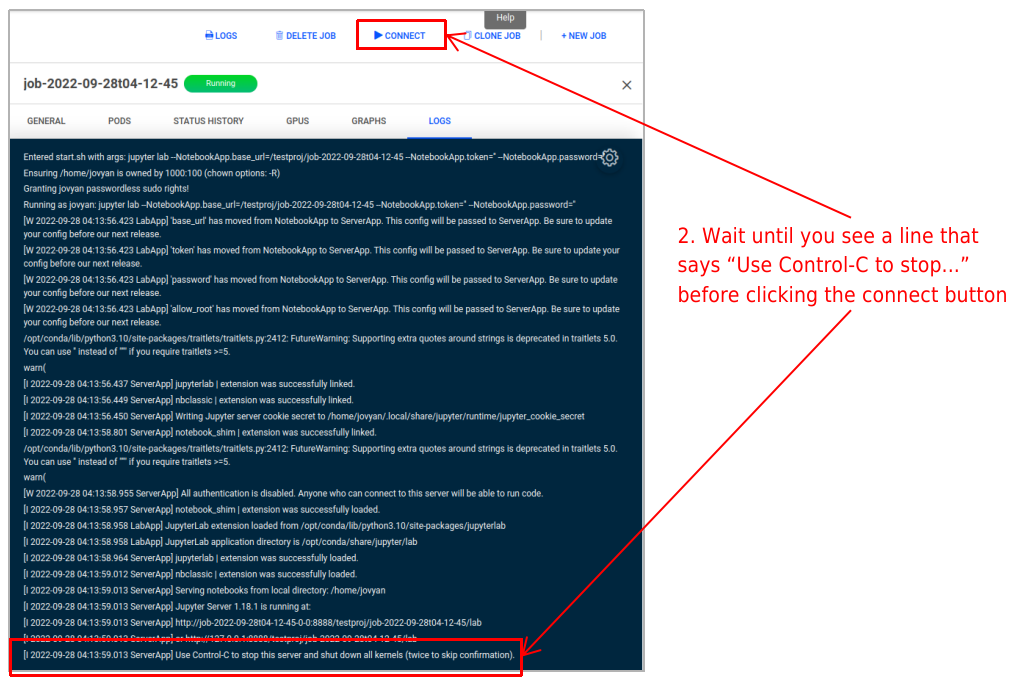 Help
LOGS DELETE JOB CONNECT CLONE JOB | + NEW JOB
job-2022-09-28t04-12-45 Running
GENERAL PODS STATUS HISTORY GPUS GRAPHS LOGS
Entered start.sh with args: jupyter lab --NotebookApp.base_url=/testproj/job-2022-09-28t04-12-45 --NotebookApp.token='' --NotebookApp.password=
Ensuring /home/jovyan is owned by 1000:100 (chown options: -R)
Granting jovyan passwordless sudo rights!
Running as jovyan: jupyter lab --NotebookApp.base_url=/testproj/job-2022-09-28t04-12-45 --NotebookApp.token='' --NotebookApp.password=''
[W 2022-09-28 04:13:56.423 LabApp] 'base_url' has moved from NotebookApp to ServerApp. This config will be passed to ServerApp. Be sure to update
your config before our next release.
[W 2022-09-28 04:13:56.423 LabApp] 'token' has moved from NotebookApp to ServerApp. This config will be passed to ServerApp. Be sure to update your
config before our next release.
[W 2022-09-28 04:13:56.423 LabApp] 'password' has moved from NotebookApp to ServerApp. This config will be passed to ServerApp. Be sure to update
your config before our next release.
[W 2022-09-28 04:13:56.423 LabApp] 'allow_root' has moved from NotebookApp to ServerApp. This config will be passed to ServerApp. Be sure to update
your config before our next release.
/opt/conda/lib/python3.10/site-packages/traitlets/traitlets.py:2412: FutureWarning: Supporting extra quotes around strings is deprecated in traitlets 5.0.
You can use '' instead of "''" if you require traitlets >=5.
warn(
[I 2022-09-28 04:13:56.437 ServerApp] jupyterlab | extension was successfully linked.
[I 2022-09-28 04:13:56.449 ServerApp] nbclassic | extension was successfully linked.
[I 2022-09-28 04:13:56.450 ServerApp] Writing Jupyter server cookie secret to /home/jovyan/.local/share/jupyter/runtime/jupyter_cookie_secret
[I 2022-09-28 04:13:58.801 ServerApp] notebook_shim | extension was successfully linked.
/opt/conda/lib/python3.10/site-packages/traitlets/traitlets.py:2412: FutureWarning: Supporting extra quotes around strings is deprecated in traitlets 5.0.
You can use '' instead of "''" if you require traitlets >=5.
warn(
[W 2022-09-28 04:13:58.955 ServerApp] All authentication is disabled. Anyone who can connect to this server will be able to run code.
[I 2022-09-28 04:13:58.957 ServerApp] notebook_shim | extension was successfully loaded.
[I 2022-09-28 04:13:58.958 LabApp] JupyterLab extension loaded from /opt/conda/lib/python3.10/site-packages/jupyterlab
[I 2022-09-28 04:13:58.958 LabApp] JupyterLab application directory is /opt/conda/share/jupyter/lab
[I 2022-09-28 04:13:58.964 ServerApp] jupyterlab | extension was successfully loaded.
[I 2022-09-28 04:13:59.012 ServerApp] nbclassic | extension was successfully loaded.
[I 2022-09-28 04:13:59.013 ServerApp] Serving notebooks from local directory: /home/jovyan
[I 2022-09-28 04:13:59.013 ServerApp] Jupyter Server 1.18.1 is running at:
[I 2022-09-28 04:13:59.013 ServerApp] http://job-2022-09-28t04-12-45-0-0:8888/testproj/job-2022-09-28t04-12-45/lab
[I 2022-09-28 04:13:59.013 ServerApp] or http://127.0.0.1:8888/testproj/job-2022-09-28t04-12-45/lab
[I 2022-09-28 04:13:59.013 ServerApp] Use Control-C to stop this server and shut down all kernels (twice to skip confirmation).
2. Wait until you see a line that
says “Use Control-C to stop...”
before clicking the connect button